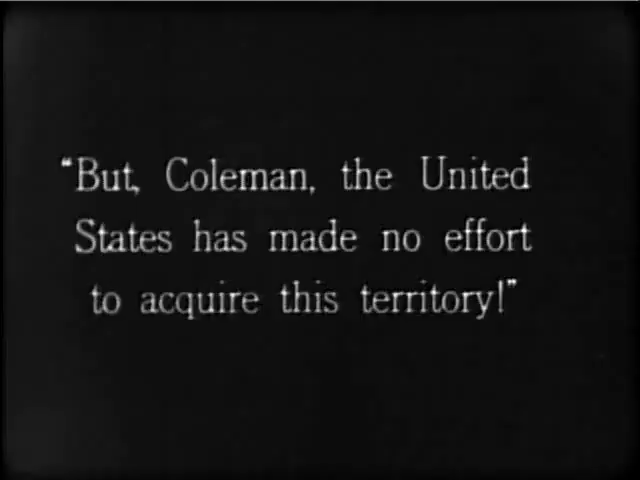 "But, Coleman, the United
States has made no effort
to acquire this territory!"